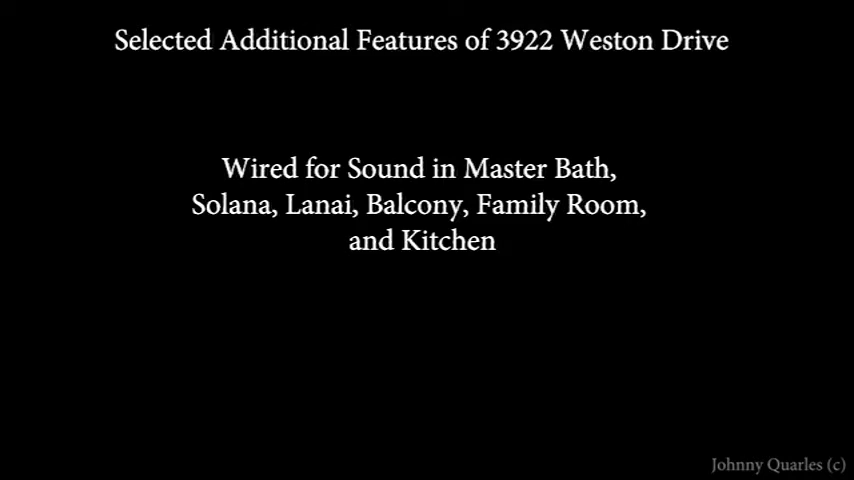 Selected Additional Features of 3922 Weston Drive
Wired for Sound in Master Bath,
Solana, Lanai, Balcony, Family Room,
and Kitchen
Johnny Quarles (c)